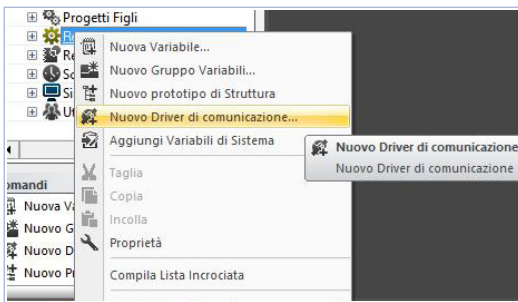 Progetti Figli
Nuova Variabile...
Nuovo Gruppo Variabili...
Nuovo prototipo di Struttura
Nuovo Driver di comunicazione...
Aggiungi Variabili di Sistema
Nuovo Driver di comunicazione
Nuovo Driver di comunicazione
Taglia
Copia
Incolla
Proprietà
Compila Lista Incrociata
omandi
Nuova Va
Nuovo G
Nuovo D
Nuovo Pr